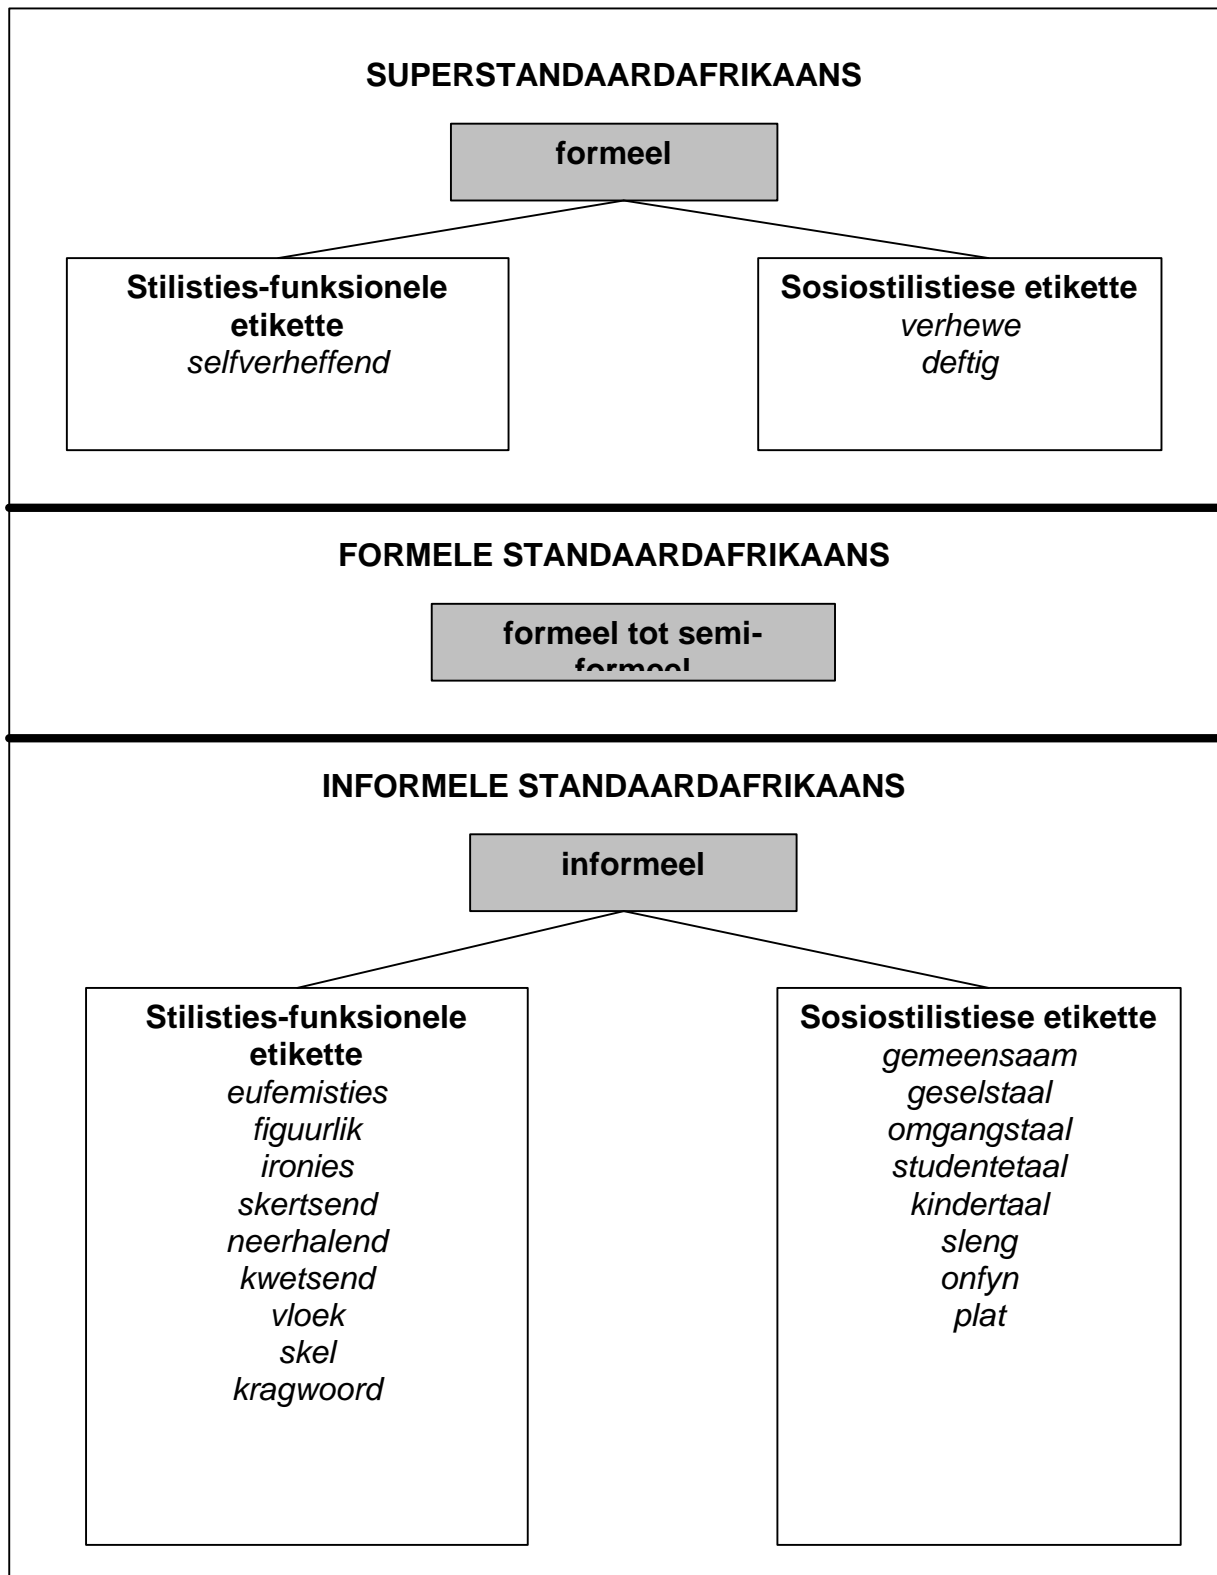 SUPERSTANDAARDAFRIKAANS
formeel
Stilisties-funksionele
etikette
selfverheffend
Sosiostilistiese etikette
verhewe
deftig
FORMELE STANDAARDAFRIKAANS
formeel tot semi-
formeel
INFORMELE STANDAARDAFRIKAANS
informeel
Stilisties-funksionele
etikette
eufemisties
figuurlik
ironies
skertsend
neerhalend
kwetsend
vloek
skel
kragwoord
Sosiostilistiese etikette
gemeensaam
geselstaal
omgangstaal
studentetaal
kindertaal
sleng
onfyn
plat